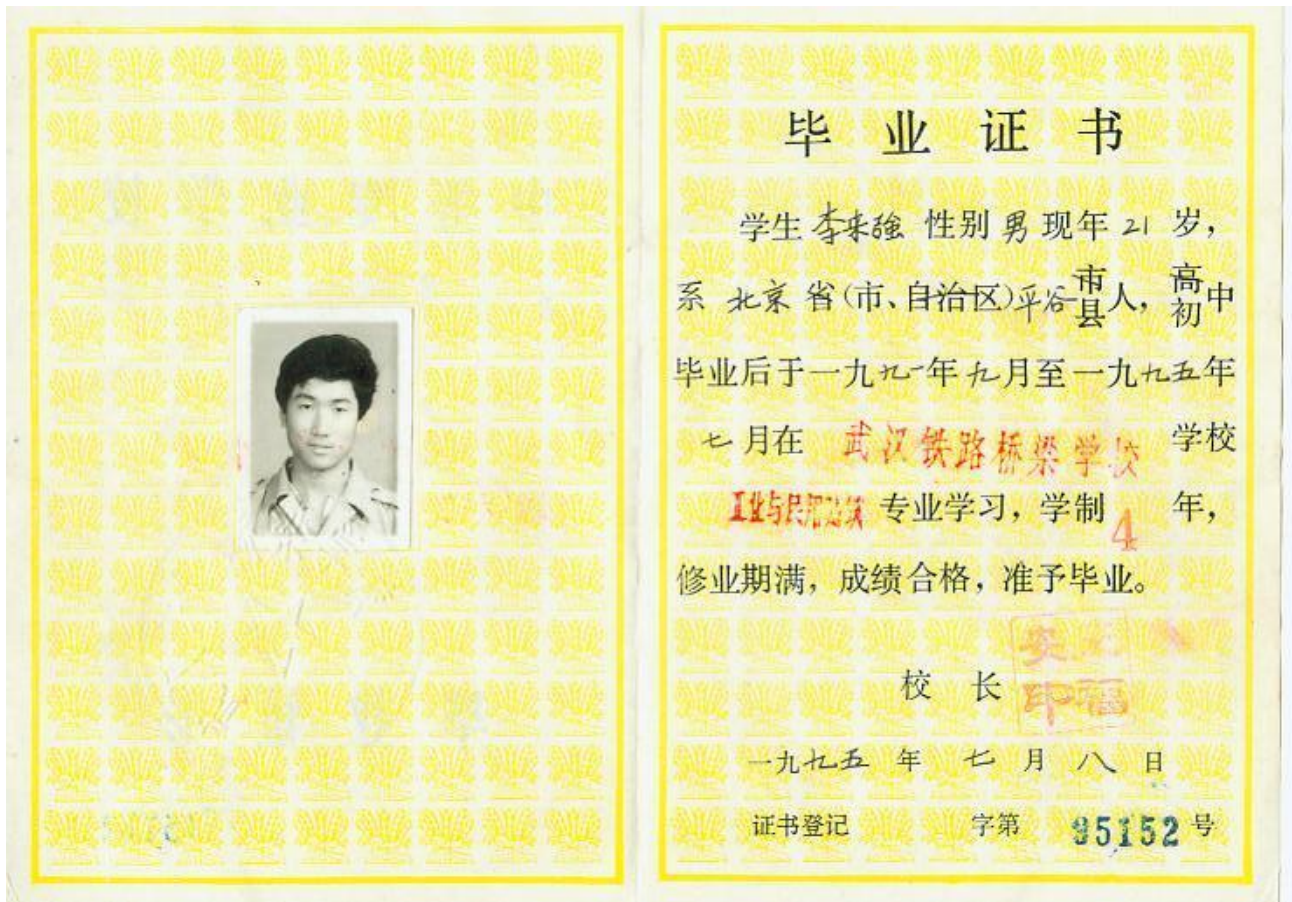 毕业证书
学生 李来强 性别 男 现年 21 岁，
系 北京 省(市、自治区)平谷 市县 人，高初中
毕业后于一九九一年九月至一九九五年
七月在 武汉铁路桥梁学校 学校
工业与民用建筑 专业学习，学制 4 年，
修业期满，成绩合格，准予毕业。
校 长 印福
一九九五 年 七 月 八 日
证书登记 字第 95152 号